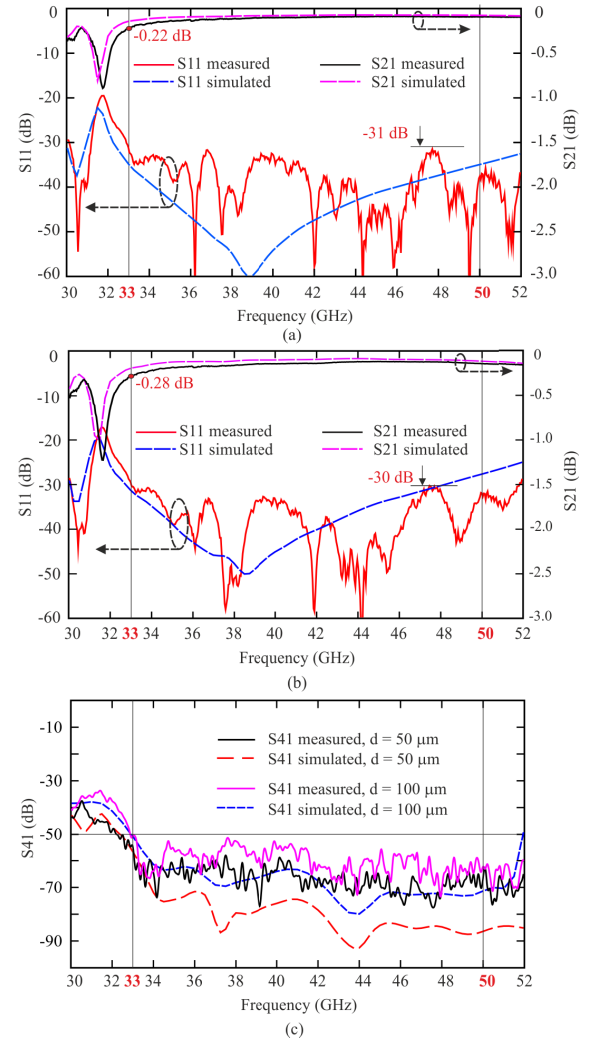 0
-10
-20
-30
-40
-50
-60
S11 (dB)
0
-0.5
-1.0
-1.5
-2.0
-2.5
-3.0
S21 (dB)
-0.22 dB
S11 measured
S11 simulated
S21 measured
S21 simulated
-31 dB
30 32 33 34 36 38 40 42 44 46 48 50 52
Frequency (GHz)
(a)
0
-10
-20
-30
-40
-50
-60
S11 (dB)
0
-0.5
-1.0
-1.5
-2.0
-2.5
-3.0
S21 (dB)
-0.28 dB
S11 measured
S11 simulated
S21 measured
S21 simulated
-30 dB
30 32 33 34 36 38 40 42 44 46 48 50 52
Frequency (GHz)
(b)
-10
-30
-50
-70
-90
S41 (dB)
S41 measured, d = 50 μm
S41 simulated, d = 50 μm
S41 measured, d = 100 μm
S41 simulated, d = 100 μm
30 32 33 34 36 38 40 42 44 46 48 50 52
Frequency (GHz)
(c)